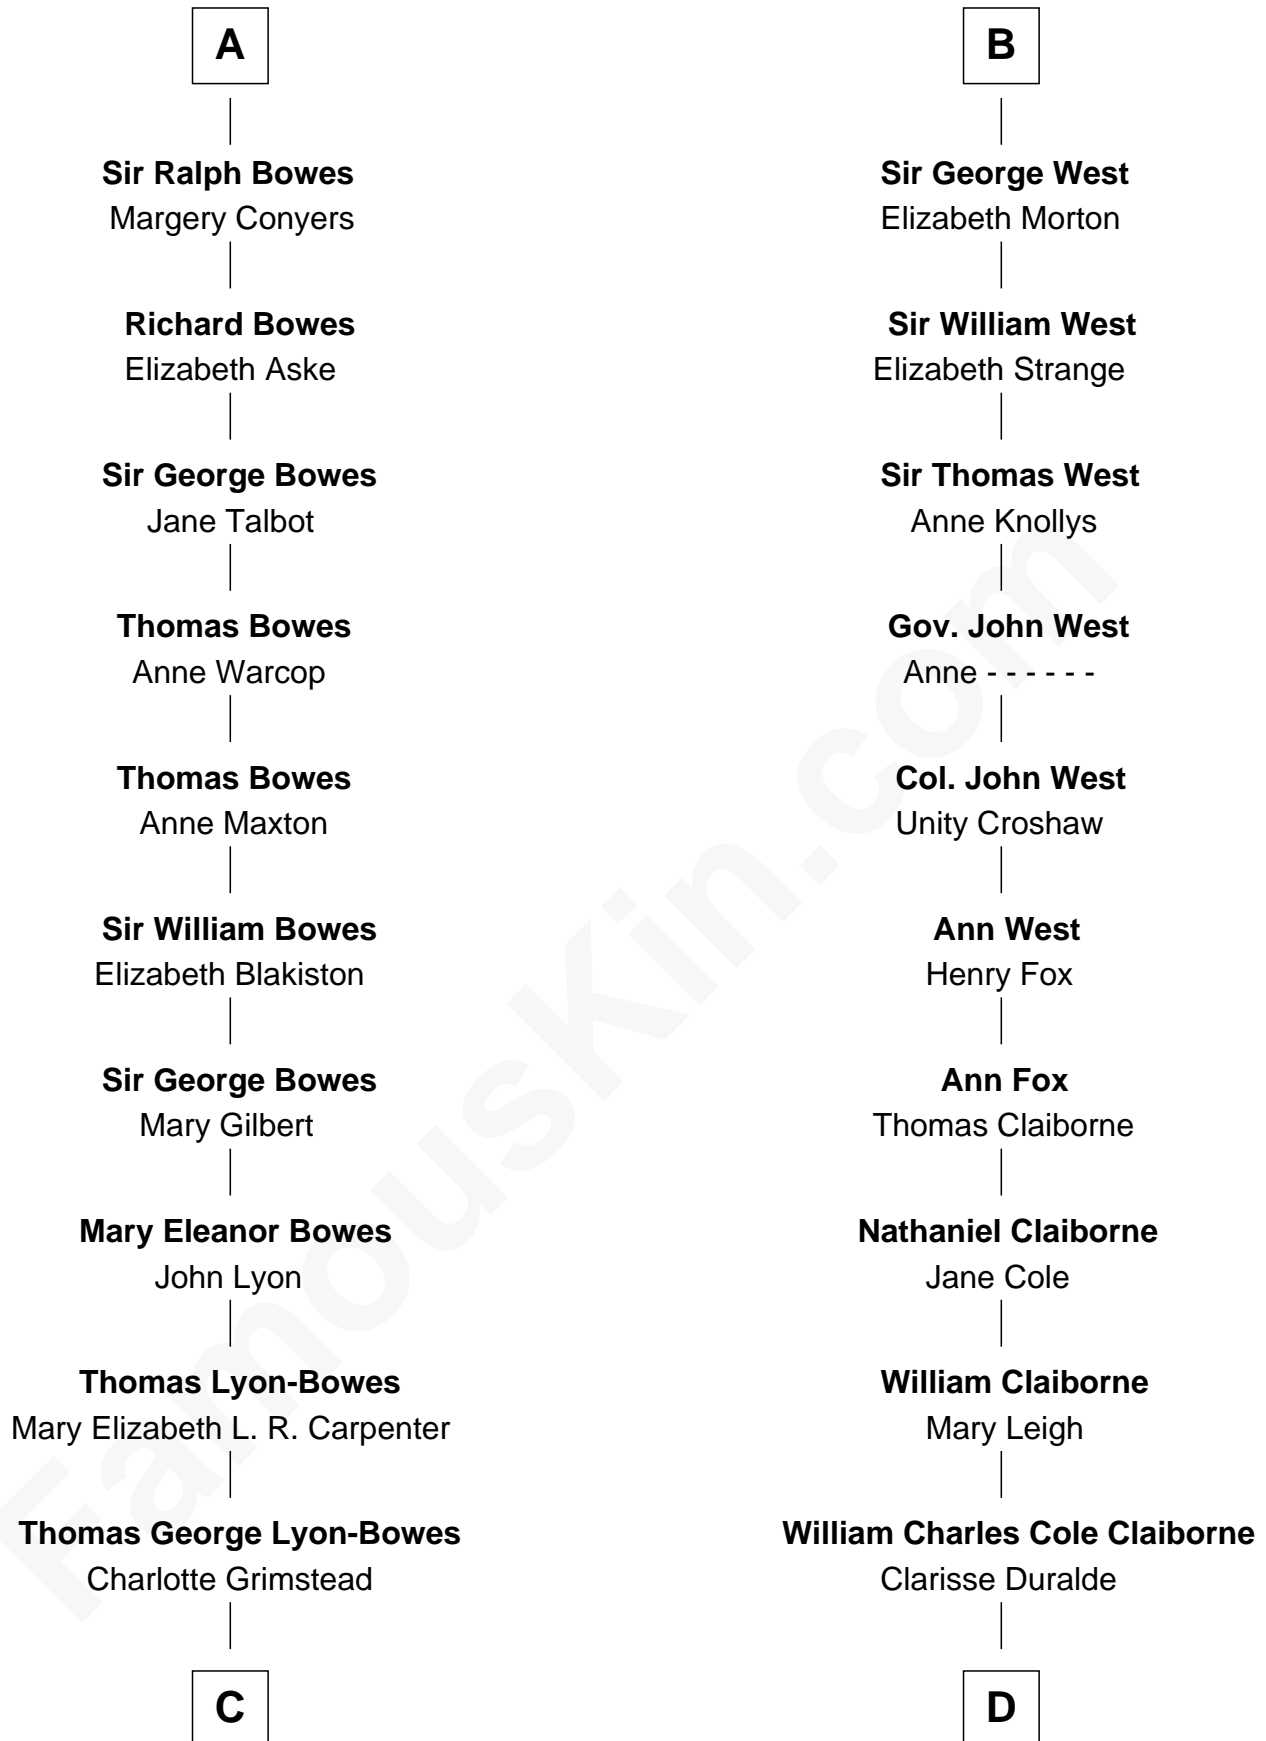 A
Sir Ralph Bowes
Margery Conyers
Richard Bowes
Elizabeth Aske
Sir George Bowes
Jane Talbot
Thomas Bowes
Anne Warcop
Thomas Bowes
Anne Maxton
Sir William Bowes
Elizabeth Blakiston
Sir George Bowes
Mary Gilbert
Mary Eleanor Bowes
John Lyon
Thomas Lyon-Bowes
Mary Elizabeth L. R. Carpenter
Thomas George Lyon-Bowes
Charlotte Grimstead
C
B
Sir George West
Elizabeth Morton
Sir William West
Elizabeth Strange
Sir Thomas West
Anne Knollys
Gov. John West
Anne - - - - - -
Col. John West
Unity Croshaw
Ann West
Henry Fox
Ann Fox
Thomas Claiborne
Nathaniel Claiborne
Jane Cole
William Claiborne
Mary Leigh
William Charles Cole Claiborne
Clarisse Duralde
D
FamousKin.com